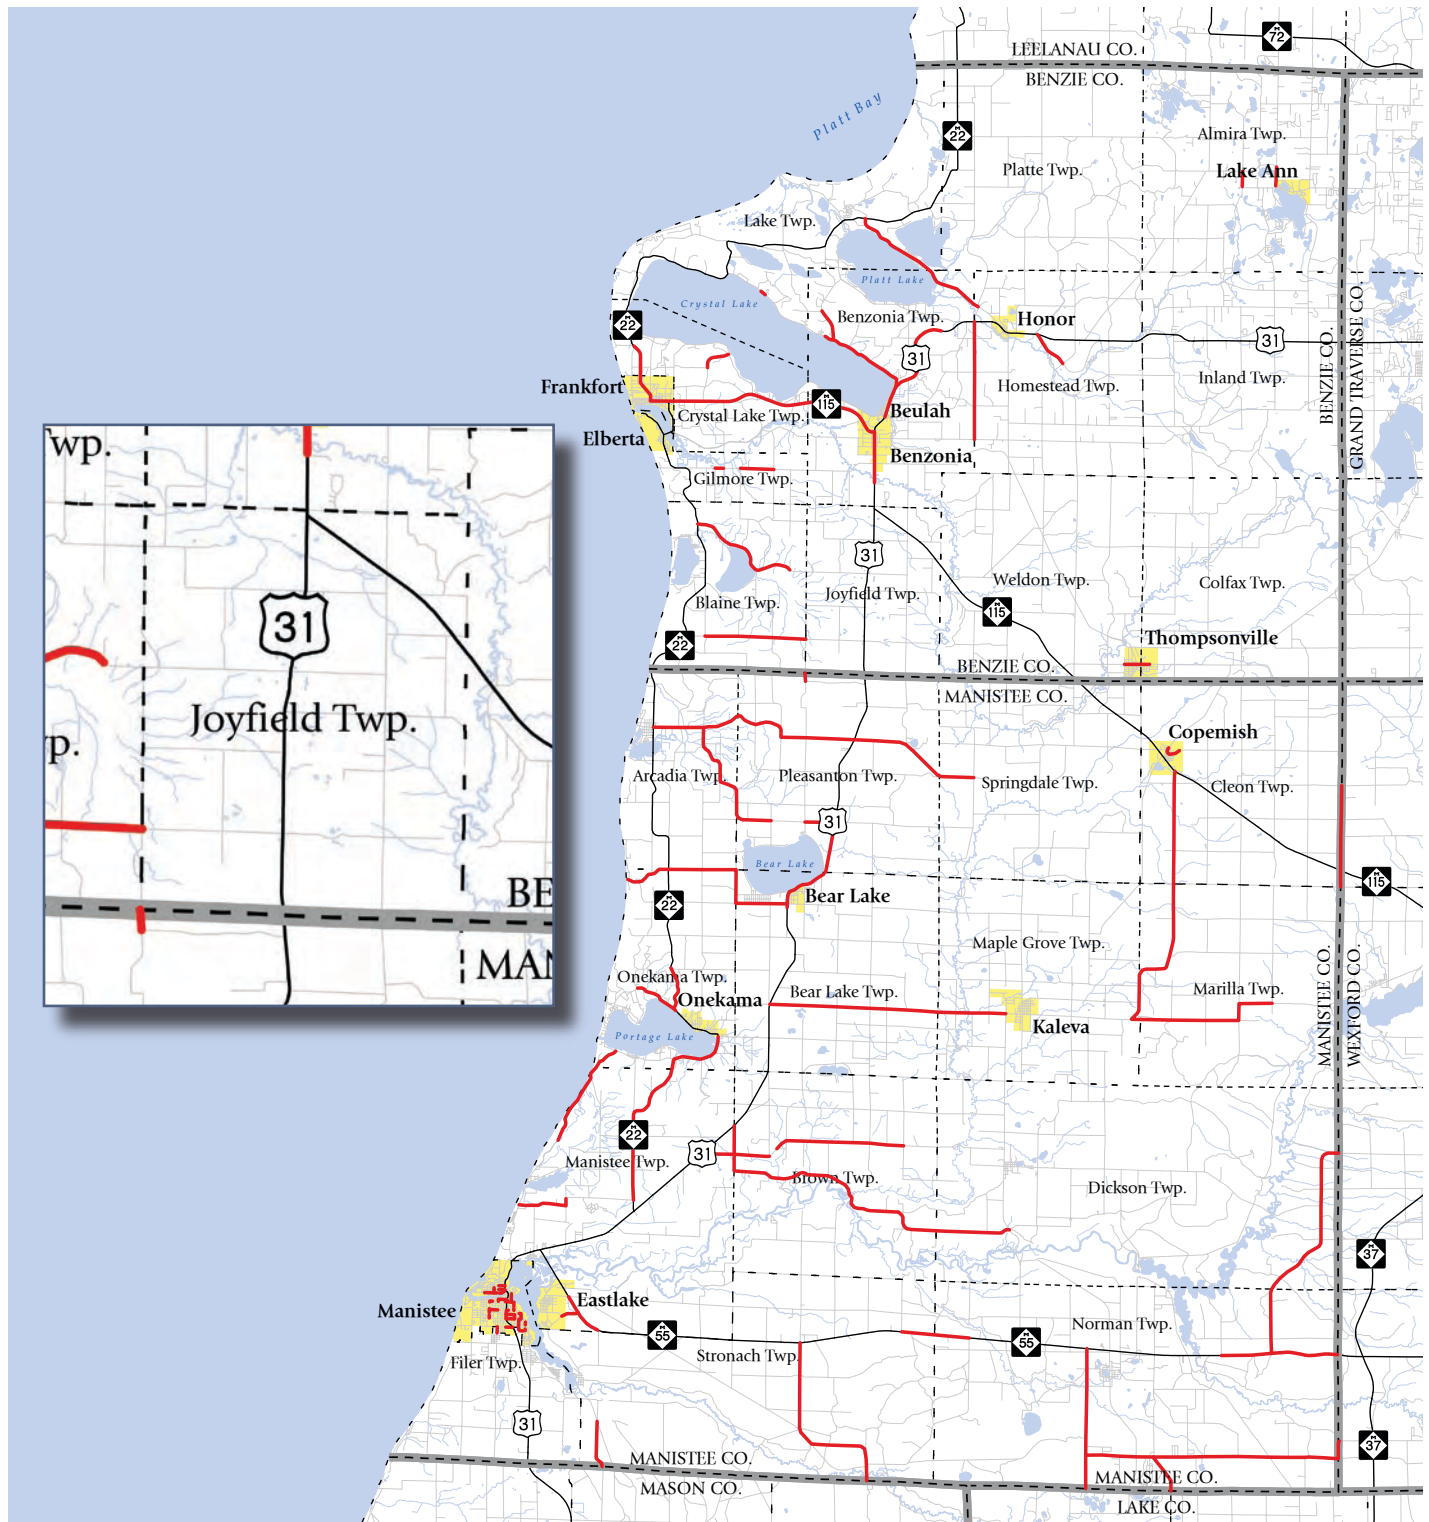 72
LEELANAU CO.
BENZIE CO.
Platt Bay
M
22
Almira Twp.
Platte Twp.
Lake Ann
Lake Twp.
Platt Lake
Crystal Lake
Benzonia Twp.
Honor
M
22
31
31
BENZIE CO.
GRAND TRAVERSE CO.
Frankfort
Homestead Twp.
Inland Twp.
M
115
Crystal Lake Twp.
Beulah
Elberta
Benzonia
Gilmore Twp.
wp.
31
Joyfield Twp.
p.
BE
MAN
31
Weldon Twp.
Colfax Twp.
Blaine Twp.
Joyfield Twp.
M
115
M
22
Thompsonville
BENZIE CO.
MANISTEE CO.
Copemish
Arcadia Twp.
Pleasanton Twp.
Springdale Twp.
Cleon Twp.
31
Bear Lake
M
115
M
22
Bear Lake
Maple Grove Twp.
MANISTEE CO.
WEXFORD CO.
Onekama Twp.
Onekama
Bear Lake Twp.
Marilla Twp.
Kaleva
Portage Lake
M
22
31
Manistee Twp.
Brown Twp.
Dickson Twp.
M
37
Manistee
Eastlake
M
55
M
55
Norman Twp.
Filer Twp.
Stronach Twp.
31
M
37
MANISTEE CO.
MASON CO.
MANISTEE CO.
LAKE CO.